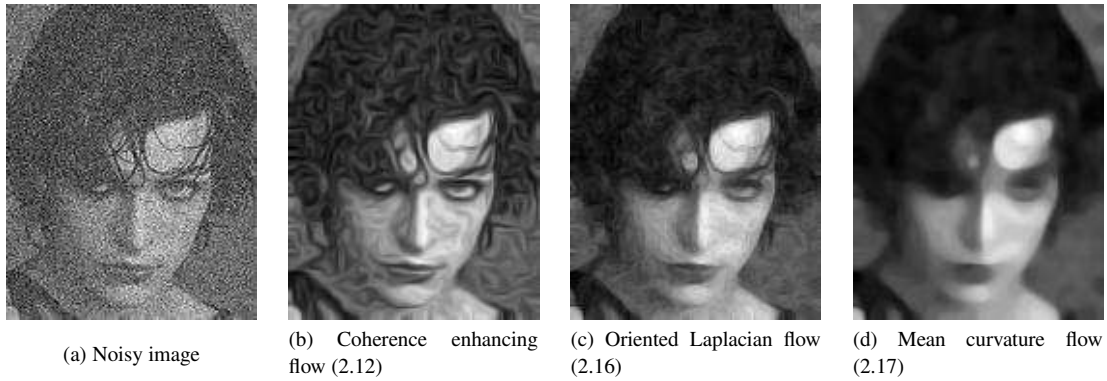 (a) Noisy image
(b) Coherence enhancing
flow (2.12)
(c) Oriented Laplacian flow
(2.16)
(d) Mean curvature flow
(2.17)